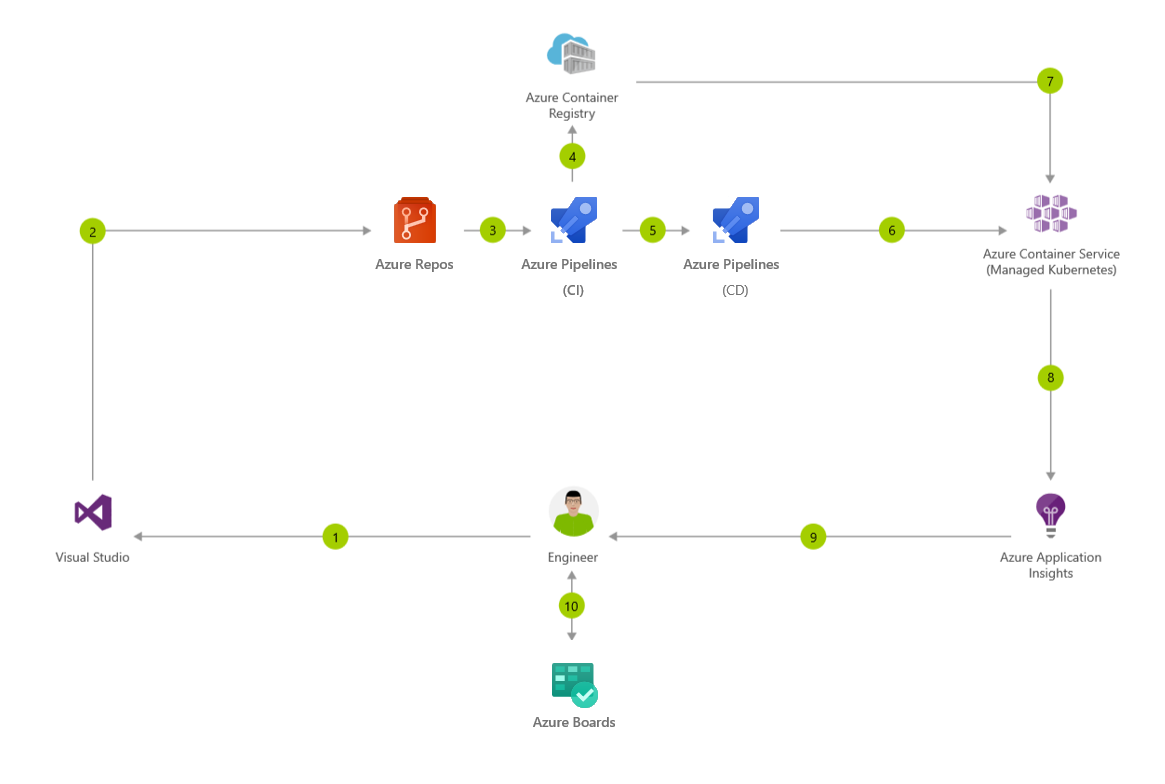 Azure Container
Registry
7
4
2
3
5
6
Azure Repos
Azure Pipelines
(CI)
Azure Pipelines
(CD)
Azure Container Service
(Managed Kubernetes)
8
Visual Studio
1
Engineer
9
Azure Application
Insights
10
Azure Boards